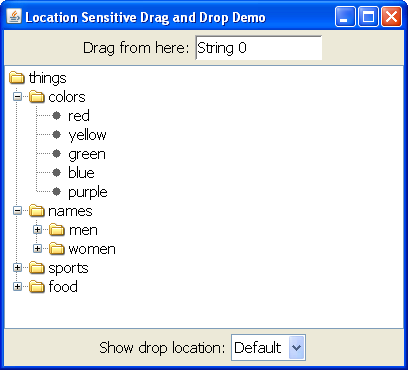 Location Sensitive Drag and Drop Demo
Drag from here: String 0
things
colors
red
yellow
green
blue
purple
names
men
women
sports
food
Show drop location: Default